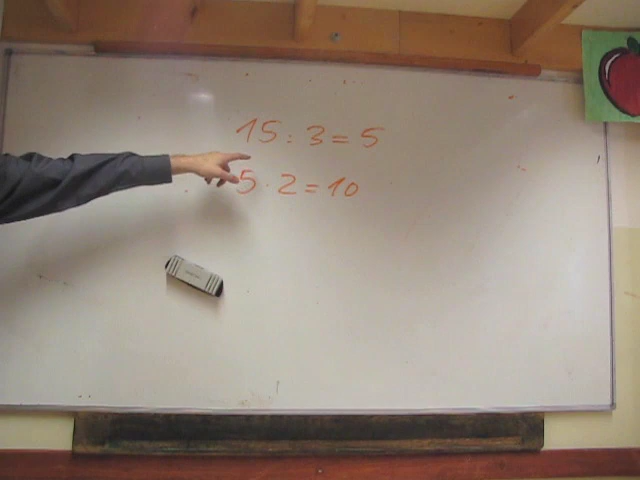 15 : 3 = 5
5 · 2 = 10